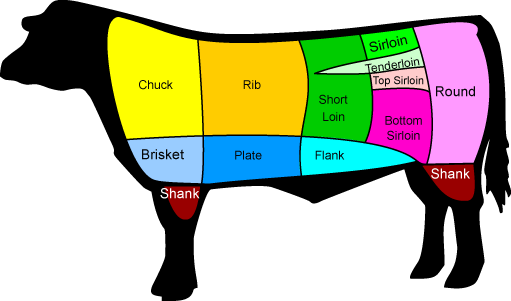 Sirloin
Tenderloin
Top Sirloin
Chuck
Rib
Short
Loin
Round
Bottom
Sirloin
Brisket
Plate
Flank
Shank
Shank